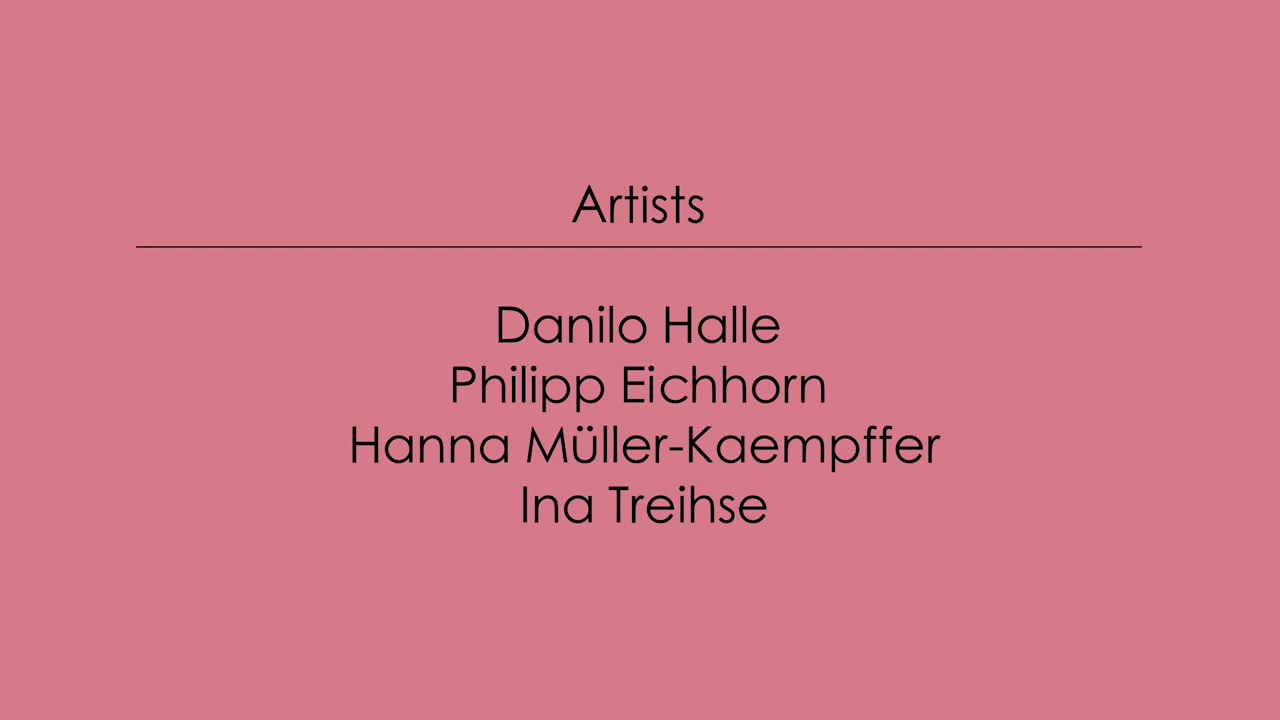 Artists
Danilo Halle
Philipp Eichhorn
Hanna Müller-Kaempffer
Ina Treihse